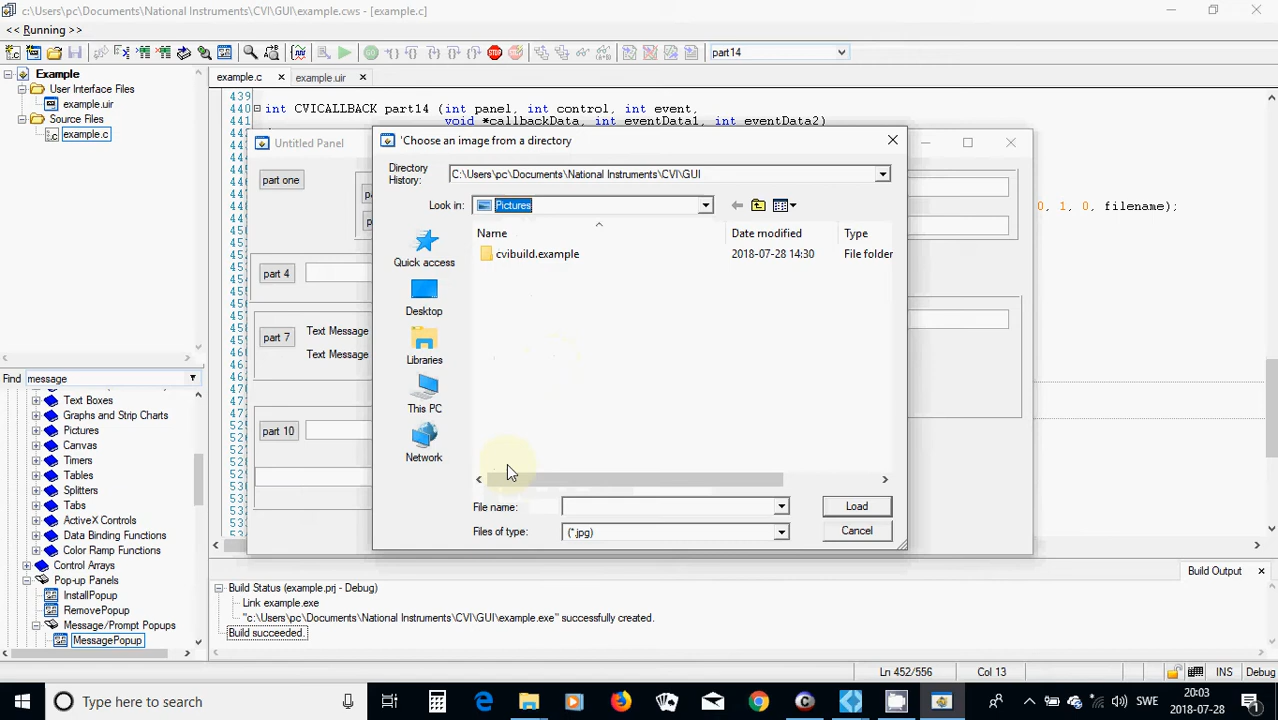 c:\Users\pc\Documents\National Instruments\CVI\GUI\example.cws - [example.c]
<< Running >>
part14
Example
User Interface Files
example.uir
Source Files
example.c
example.c
example.uir
439
440 int CVICALLBACK part14 (int panel, int control, int event,
void *callbackData, int eventData1, int eventData2)
0, 1, 0, filename);
Untitled Panel
part one
part 4
part 7
Text Message
Text Message
part 10
'Choose an image from a directory
Directory History:
C:\Users\pc\Documents\National Instruments\CVI\GUI
Look in:
Pictures
Name
Date modified
Type
cvibuild.example
2018-07-28 14:30
File folder
Quick access
Desktop
Libraries
This PC
Network
File name:
Load
Files of type:
(*.jpg)
Cancel
Find
message
Text Boxes
Graphs and Strip Charts
Pictures
Canvas
Timers
Tables
Splitters
Tabs
ActiveX Controls
Data Binding Functions
Color Ramp Functions
Control Arrays
Pop-up Panels
InstallPopup
RemovePopup
Message/Prompt Popups
MessagePopup
Build Output
Build Status (example.prj - Debug)
Link example.exe
"c:\Users\pc\Documents\National Instruments\CVI\GUI\example.exe" successfully created.
Build succeeded.
Ln 452/556
Col 13
INS
Debug
Type here to search
SWE
20:03
2018-07-28